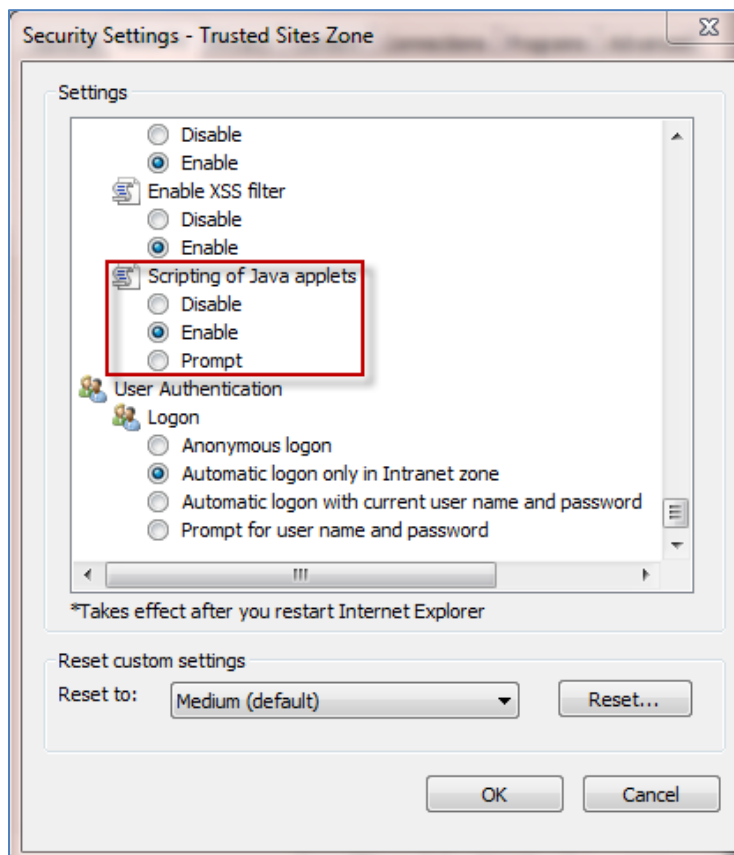 Security Settings - Trusted Sites Zone
Settings
Disable
Enable
Enable XSS filter
Disable
Enable
Scripting of Java applets
Disable
Enable
Prompt
User Authentication
Logon
Anonymous logon
Automatic logon only in Intranet zone
Automatic logon with current user name and password
Prompt for user name and password
*Takes effect after you restart Internet Explorer
Reset custom settings
Reset to:
Medium (default)
Reset...
OK
Cancel